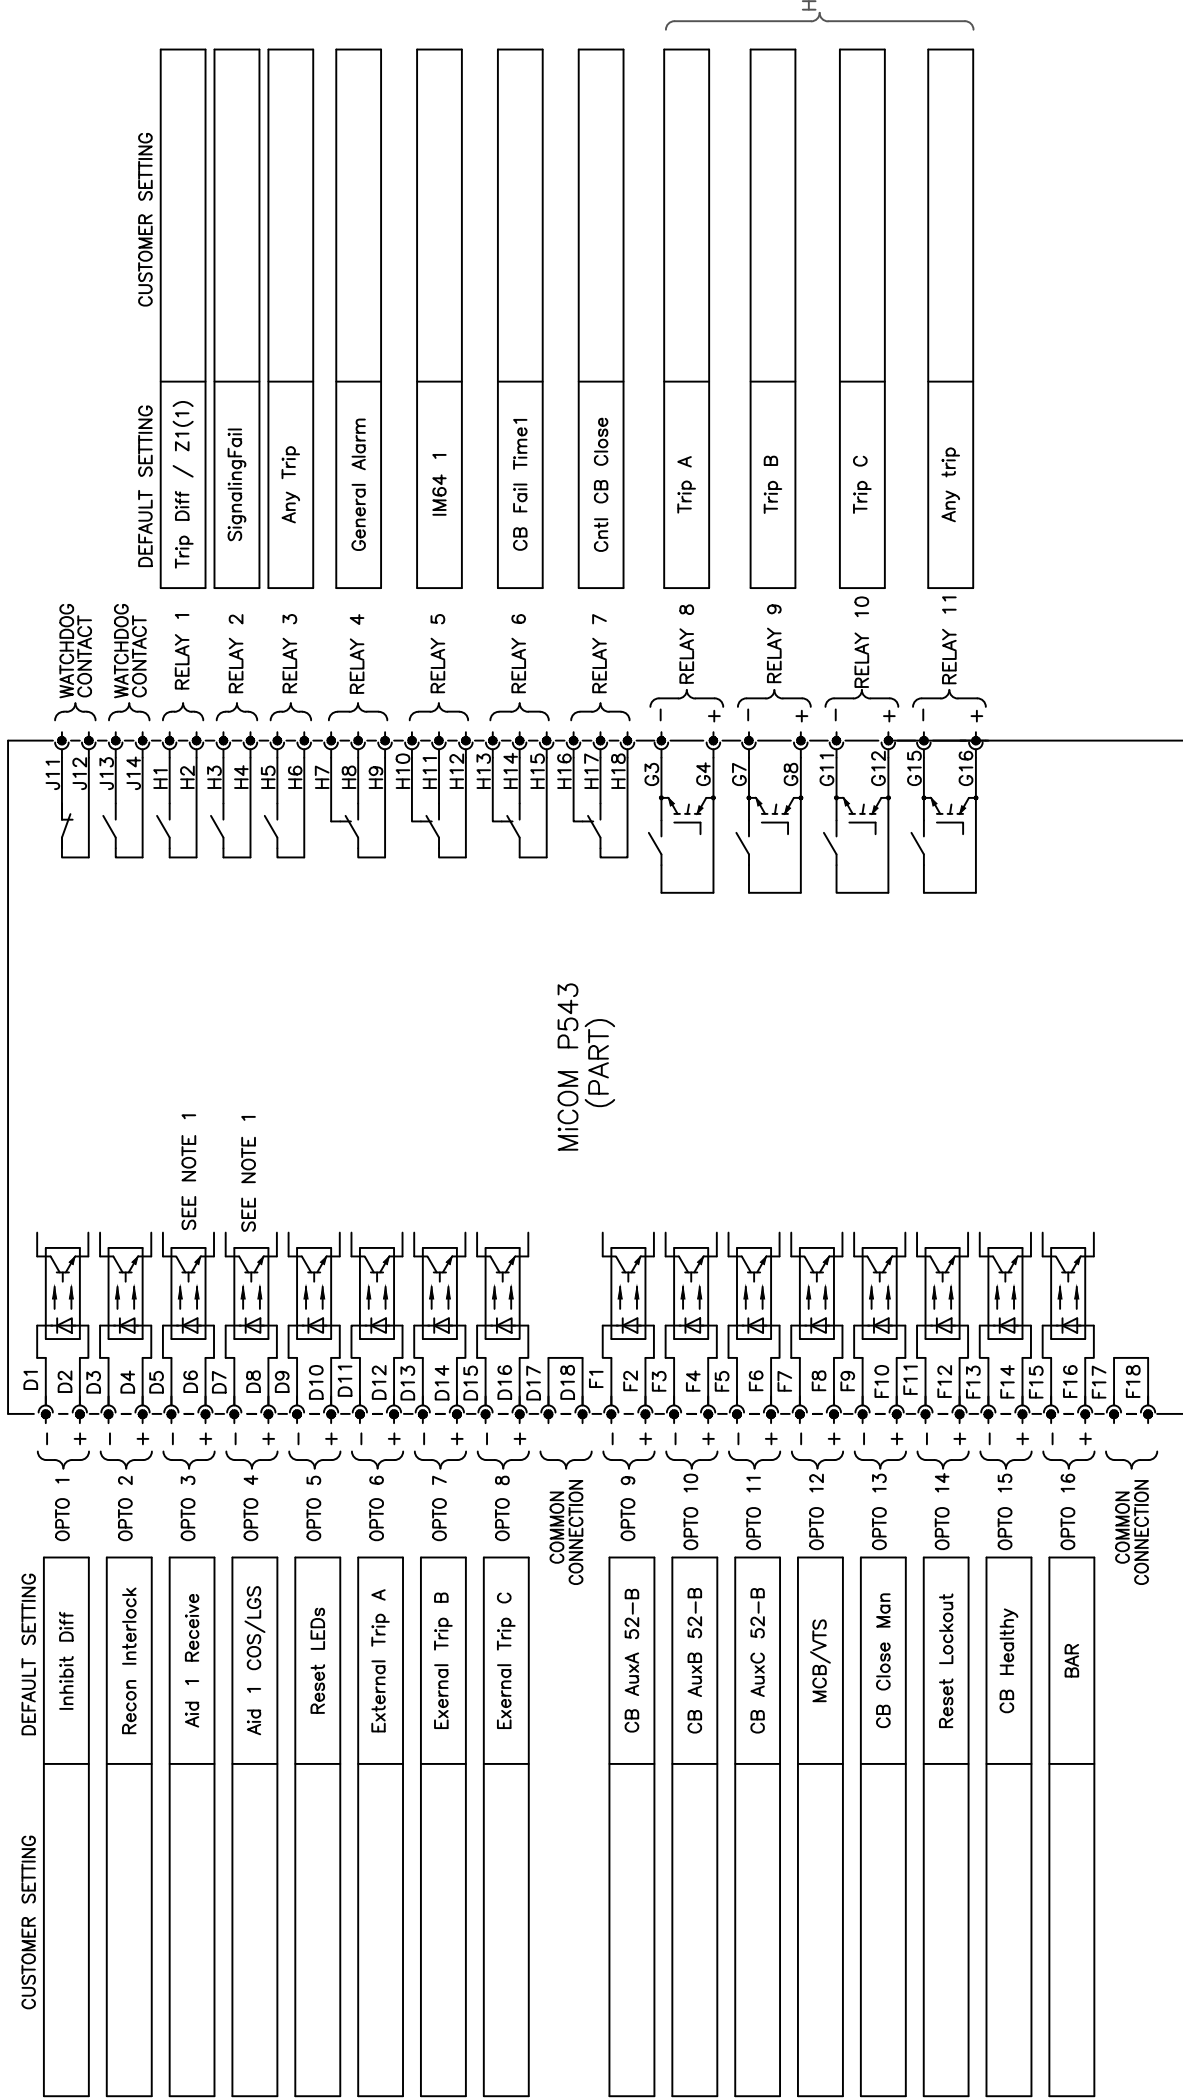 CUSTOMER SETTING
DEFAULT SETTING
Inhibit Diff
OPTO 1
-
+
D1
D2
Recon Interlock
OPTO 2
-
+
D3
D4
Aid 1 Receive
OPTO 3
-
+
D5
D6
SEE NOTE 1
Aid 1 COS/LGS
OPTO 4
-
+
D7
D8
SEE NOTE 1
Reset LEDs
OPTO 5
-
+
D9
D10
External Trip A
OPTO 6
-
+
D11
D12
Exernal Trip B
OPTO 7
-
+
D13
D14
Exernal Trip C
OPTO 8
-
+
D15
D16
COMMON
CONNECTION
D17
D18
CB AuxA 52-B
OPTO 9
-
+
F1
F2
CB AuxB 52-B
OPTO 10
-
+
F3
F4
CB AuxC 52-B
OPTO 11
-
+
F5
F6
MCB/VTS
OPTO 12
-
+
F7
F8
CB Close Man
OPTO 13
-
+
F9
F10
Reset Lockout
OPTO 14
-
+
F11
F12
CB Healthy
OPTO 15
-
+
F13
F14
BAR
OPTO 16
-
+
F15
F16
COMMON
CONNECTION
F17
F18
MiCOM P543
(PART)
DEFAULT SETTING
CUSTOMER SETTING
J11
J12
WATCHDOG
CONTACT
J13
J14
WATCHDOG
CONTACT
H1
H2
RELAY 1
Trip Diff / Z1(1)
H3
H4
RELAY 2
SignalingFail
H5
H6
RELAY 3
Any Trip
H7
H8
H9
RELAY 4
General Alarm
H10
H11
H12
RELAY 5
IM64 1
H13
H14
H15
RELAY 6
CB Fail Time1
H16
H17
H18
RELAY 7
Cntl CB Close
G3
G4
-
+
RELAY 8
Trip A
G7
G8
-
+
RELAY 9
Trip B
G11
G12
-
+
RELAY 10
Trip C
G15
G16
-
+
RELAY 11
Any trip
H